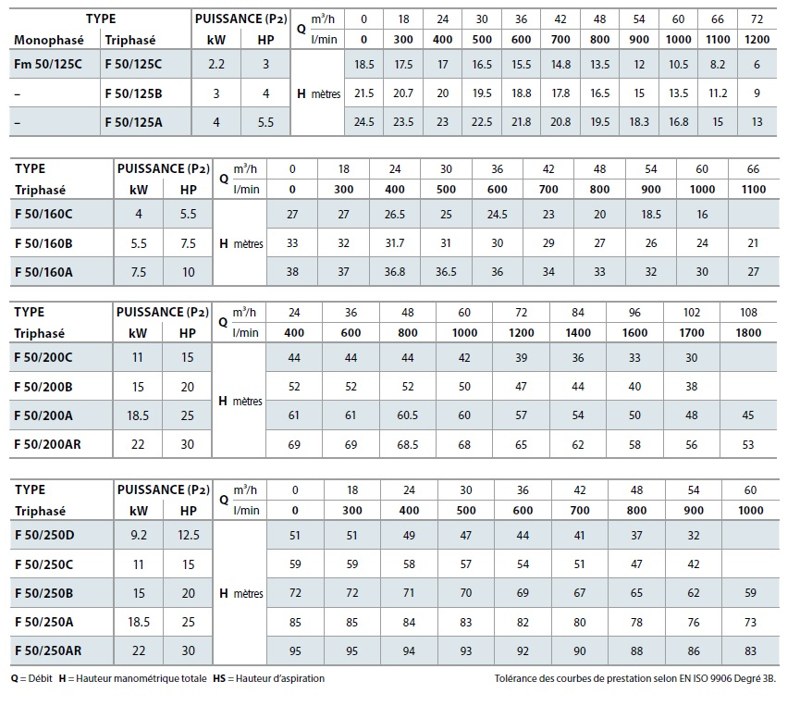 TYPE PUISSANCE (P2) Q m³/h 0 18 24 30 36 42 48 54 60 66 72
Monophasé Triphasé kW HP l/min 0 300 400 500 600 700 800 900 1000 1100 1200
Fm 50/125C F 50/125C 2.2 3 18.5 17.5 17 16.5 15.5 14.8 13.5 12 10.5 8.2 6
– F 50/125B 3 4 H mètres 21.5 20.7 20 19.5 18.8 17.8 16.5 15 13.5 11.2 9
– F 50/125A 4 5.5 24.5 23.5 23 22.5 21.8 20.8 19.5 18.3 16.8 15 13
TYPE PUISSANCE (P2) Q m³/h 0 18 24 30 36 42 48 54 60 66
Triphasé kW HP l/min 0 300 400 500 600 700 800 900 1000 1100
F 50/160C 4 5.5 27 27 26.5 25 24.5 23 20 18.5 16
F 50/160B 5.5 7.5 H mètres 33 32 31.7 31 30 29 27 26 24 21
F 50/160A 7.5 10 38 37 36.8 36.5 36 34 33 32 30 27
TYPE PUISSANCE (P2) Q m³/h 24 36 48 60 72 84 96 102 108
Triphasé kW HP l/min 400 600 800 1000 1200 1400 1600 1700 1800
F 50/200C 11 15 44 44 44 42 39 36 33 30
F 50/200B 15 20 H mètres 52 52 52 50 47 44 40 38
F 50/200A 18.5 25 61 61 60.5 60 57 54 50 48 45
F 50/200AR 22 30 69 69 68.5 68 65 62 58 56 53
TYPE PUISSANCE (P2) Q m³/h 0 18 24 30 36 42 48 54 60
Triphasé kW HP l/min 0 300 400 500 600 700 800 900 1000
F 50/250D 9.2 12.5 51 51 49 47 44 41 37 32
F 50/250C 11 15 59 59 58 57 54 51 47 42
F 50/250B 15 20 H mètres 72 72 71 70 69 67 65 62 59
F 50/250A 18.5 25 85 85 84 83 82 80 78 76 73
F 50/250AR 22 30 95 95 94 93 92 90 88 86 83
Q = Débit H = Hauteur manométrique totale HS = Hauteur d'aspiration Tolérance des courbes de prestation selon EN ISO 9906 Degré 3B.